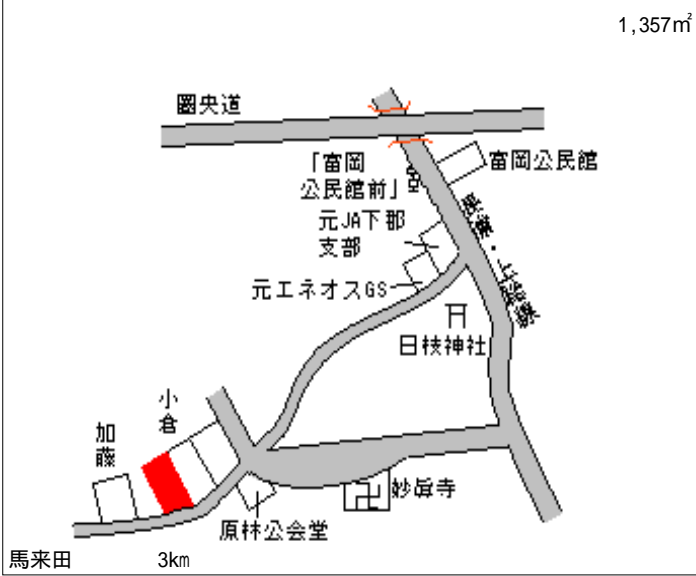 1,357㎡
圏央道
「富岡
公民館前」
富岡公民館
元JA下郡
支部
元エネオスGS
日枝神社
小倉
加藤
妙眞寺
原林公会堂
馬来田 3km